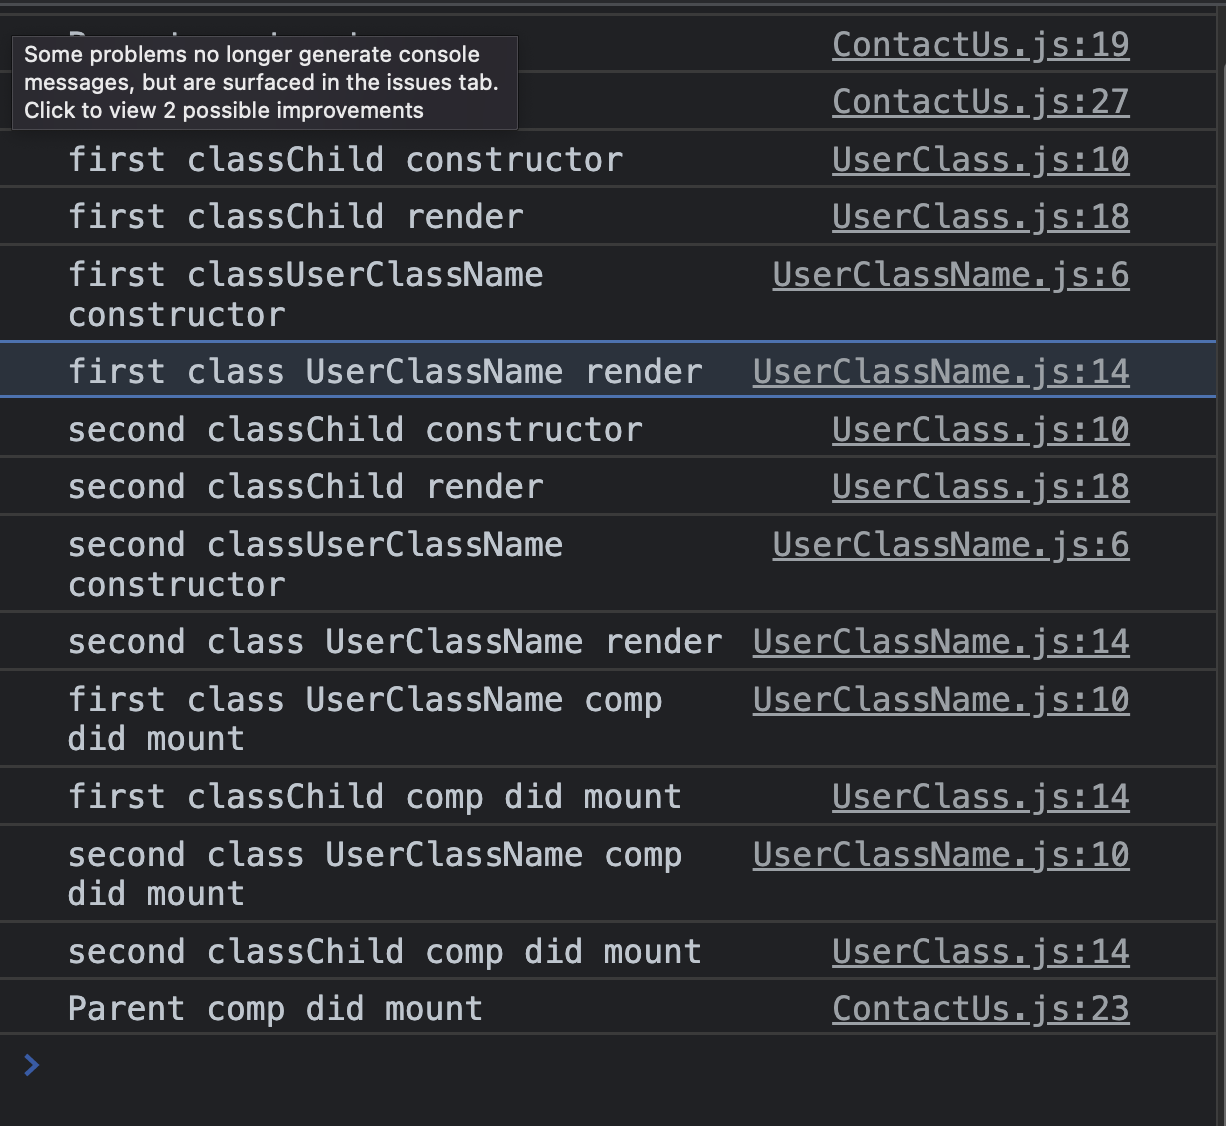 ContactUs.js:19
Some problems no longer generate console
messages, but are surfaced in the issues tab.
Click to view 2 possible improvements
ContactUs.js:27
first classChild constructor UserClass.js:10
first classChild render UserClass.js:18
first classUserClassName UserClassName.js:6
constructor
first class UserClassName render UserClassName.js:14
second classChild constructor UserClass.js:10
second classChild render UserClass.js:18
second classUserClassName UserClassName.js:6
constructor
second class UserClassName render UserClassName.js:14
first class UserClassName comp UserClassName.js:10
did mount
first classChild comp did mount UserClass.js:14
second class UserClassName comp UserClassName.js:10
did mount
second classChild comp did mount UserClass.js:14
Parent comp did mount ContactUs.js:23